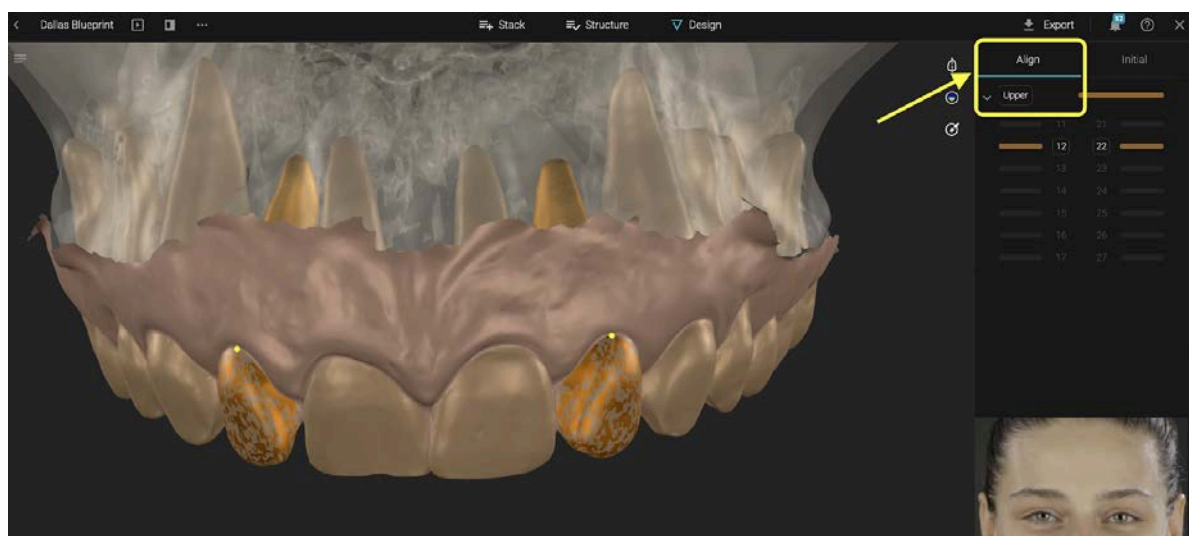 Dallas Blueprint Stack Structure Design Export 52
Align Initial
Upper
11 21
12 22
13 23
14 24
15 25
16 26
17 27